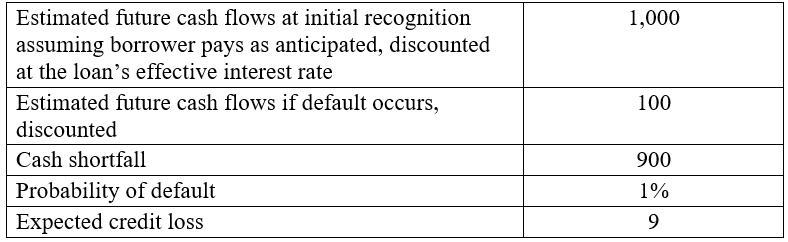 Estimated future cash flows at initial recognition
assuming borrower pays as anticipated, discounted
at the loan's effective interest rate
1,000
Estimated future cash flows if default occurs,
discounted
100
Cash shortfall
900
Probability of default
1%
Expected credit loss
9